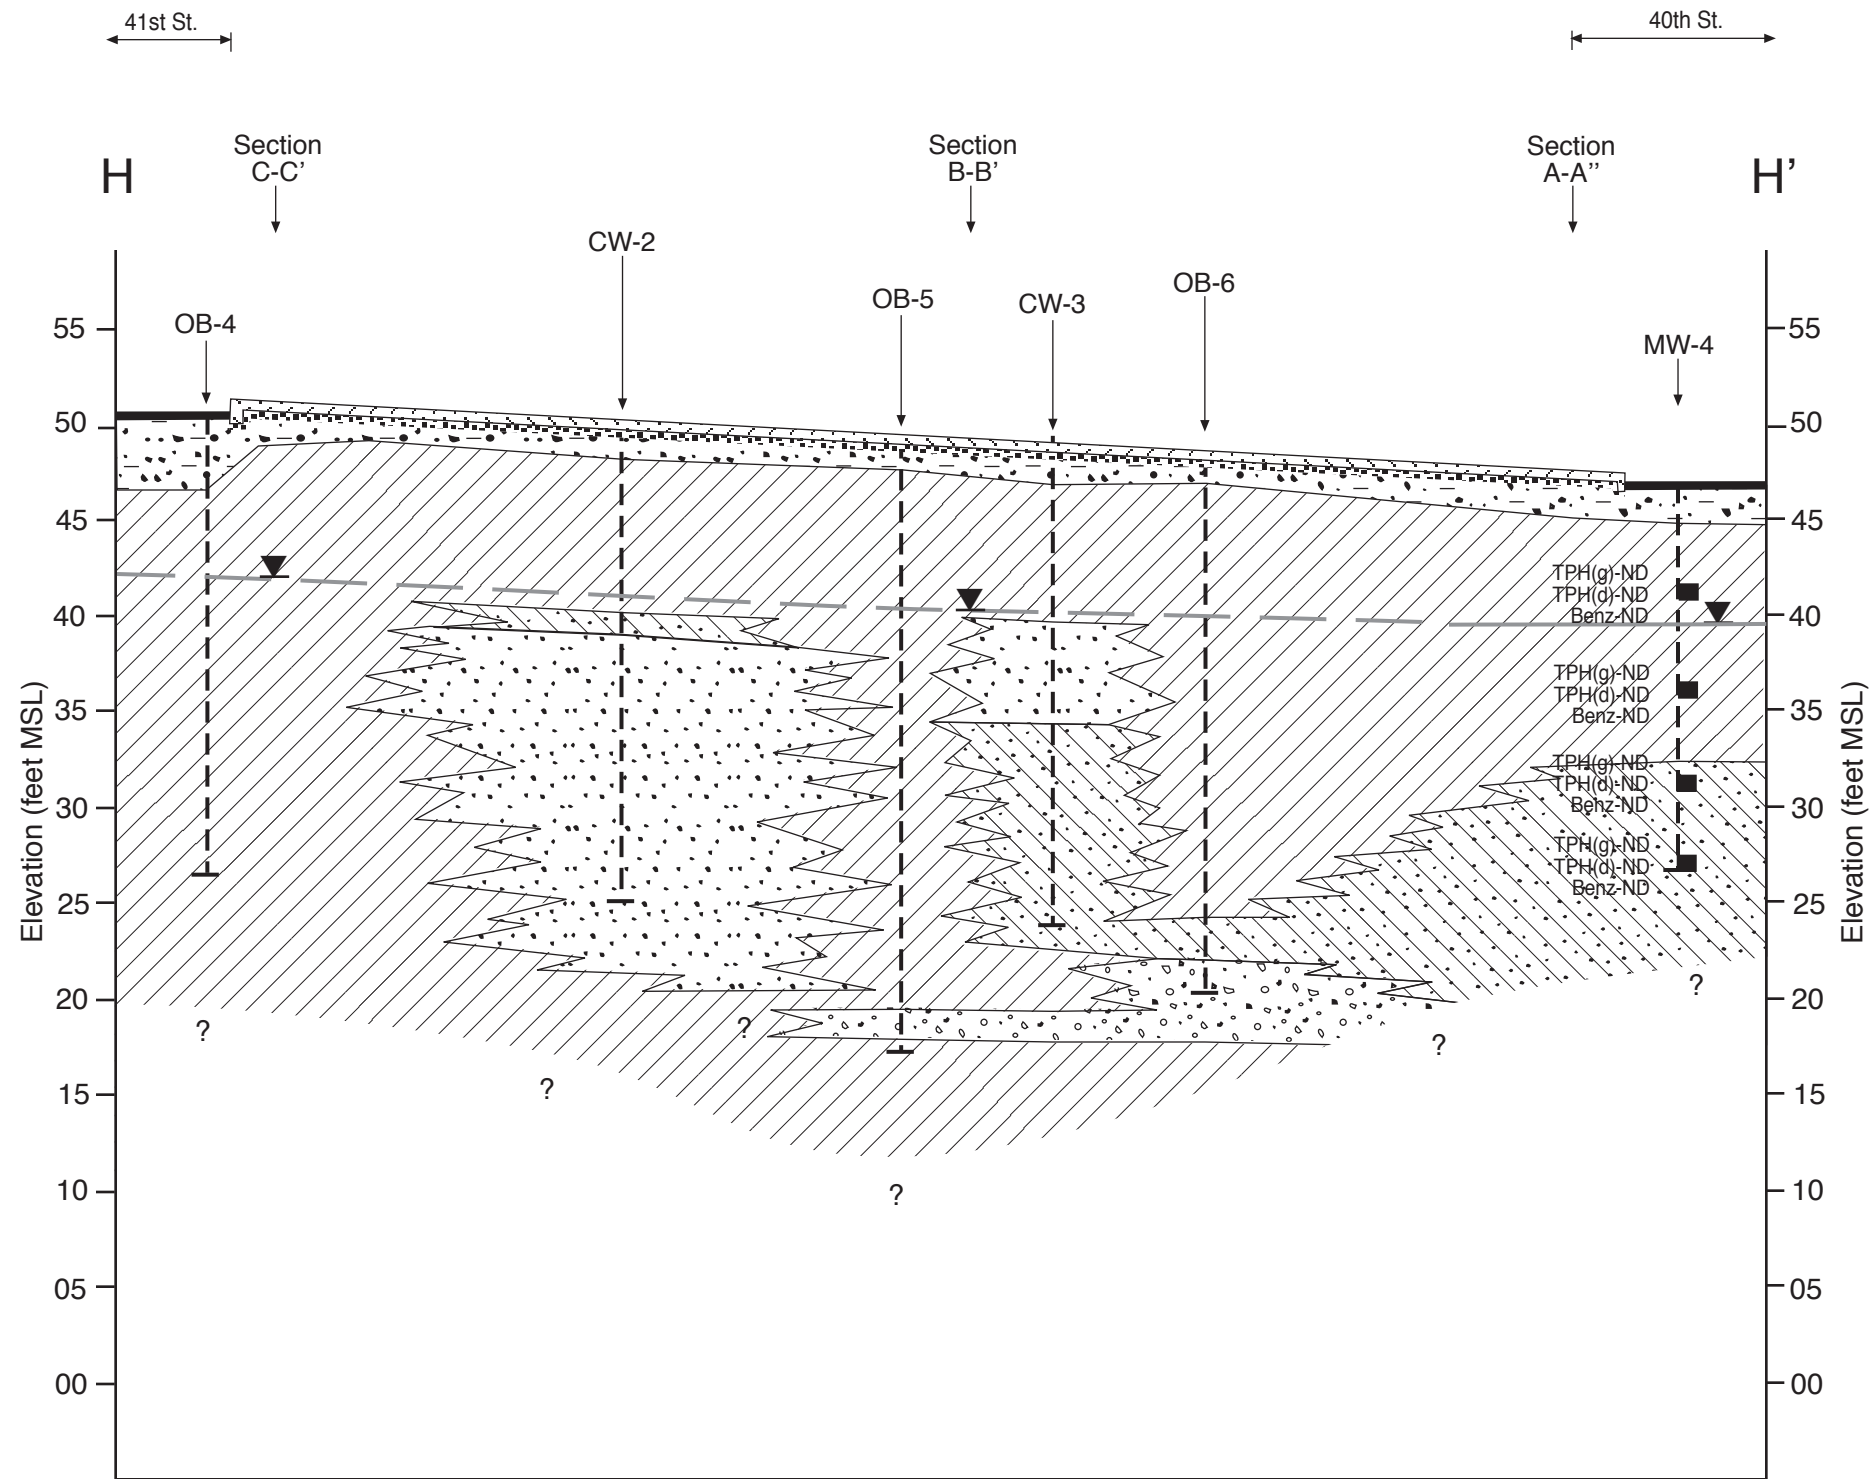 41st St.
40th St.
Section
C-C’
Section
B-B’
Section
A-A’’
H
H’
CW-2
OB-4
OB-5
CW-3
OB-6
MW-4
55
50
45
40
35
30
25
20
15
10
05
00
Elevation (feet MSL)
55
50
45
40
35
30
25
20
15
10
05
00
Elevation (feet MSL)
TPH(g)-ND
TPH(d)-ND
Benz-ND
TPH(g)-ND
TPH(d)-ND
Benz-ND
TPH(g)-ND
TPH(d)-ND
Benz-ND
TPH(g)-ND
TPH(d)-ND
Benz-ND
?
?
?
?
?
?